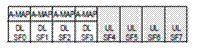 A-MAP A-MAP A-MAP A-MAP
DL DL DL DL UL UL UL UL
SF0 SF1 SF2 SF3 SF4 SF5 SF6 SF7